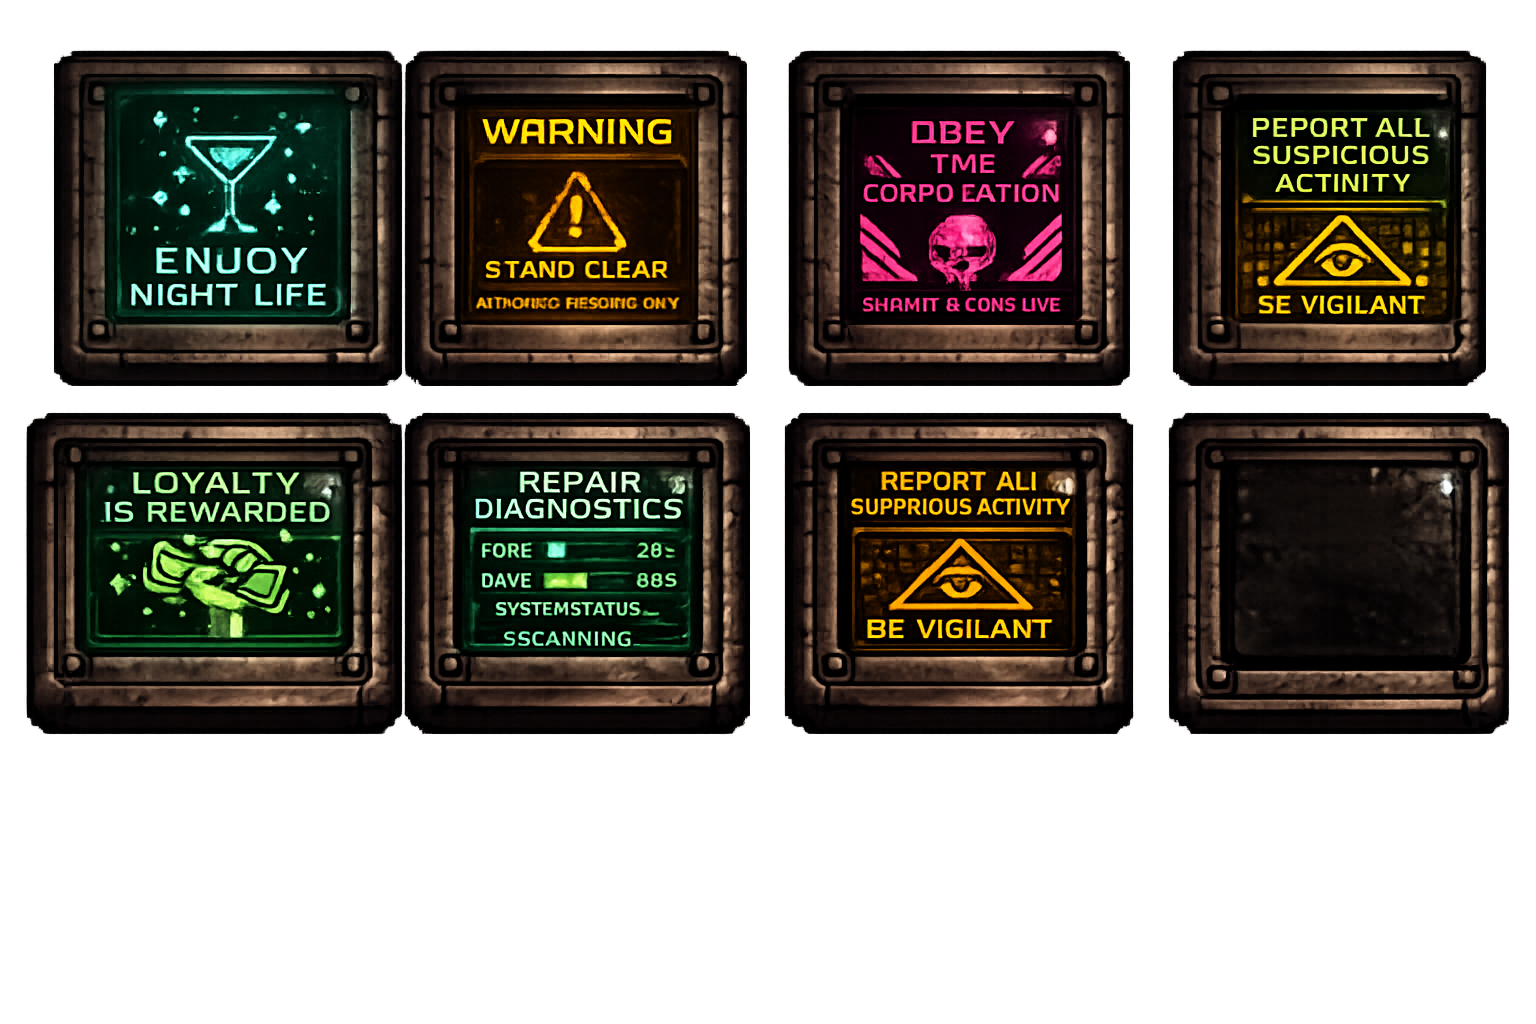 ENUOY
NIGHT LIFE
WARNING
STAND CLEAR
OBEY
TME
CORPO EATION
SHAMIT & CONS LIVE
PEPORT ALL
SUSPICIOUS
ACTINITY
SE VIGILANT
LOYALTY
IS REWARDED
REPAIR
DIAGNOSTICS
FORE 28
DAVE 88S
SYSTEMSTATUS
SSCANNING
REPORT ALI
SUPPRIOUS ACTIVITY
BE VIGILANT